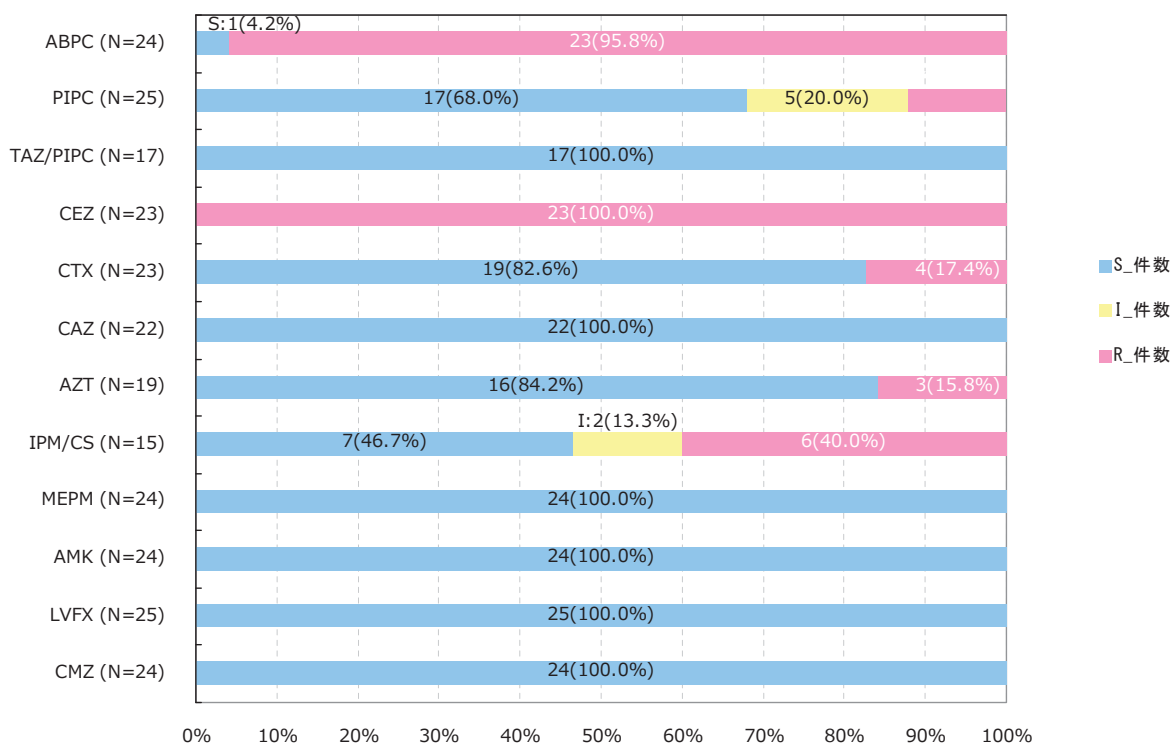 S:1(4.2%)
ABPC (N=24)
23(95.8%)
PIPC (N=25)
17(68.0%)
5(20.0%)
TAZ/PIPC (N=17)
17(100.0%)
CEZ (N=23)
23(100.0%)
CTX (N=23)
19(82.6%)
4(17.4%)
CAZ (N=22)
22(100.0%)
AZT (N=19)
16(84.2%)
3(15.8%)
I:2(13.3%)
IPM/CS (N=15)
7(46.7%)
6(40.0%)
MEPM (N=24)
24(100.0%)
AMK (N=24)
24(100.0%)
LVFX (N=25)
25(100.0%)
CMZ (N=24)
24(100.0%)
0% 10% 20% 30% 40% 50% 60% 70% 80% 90% 100%
S_件数
I_件数
R_件数